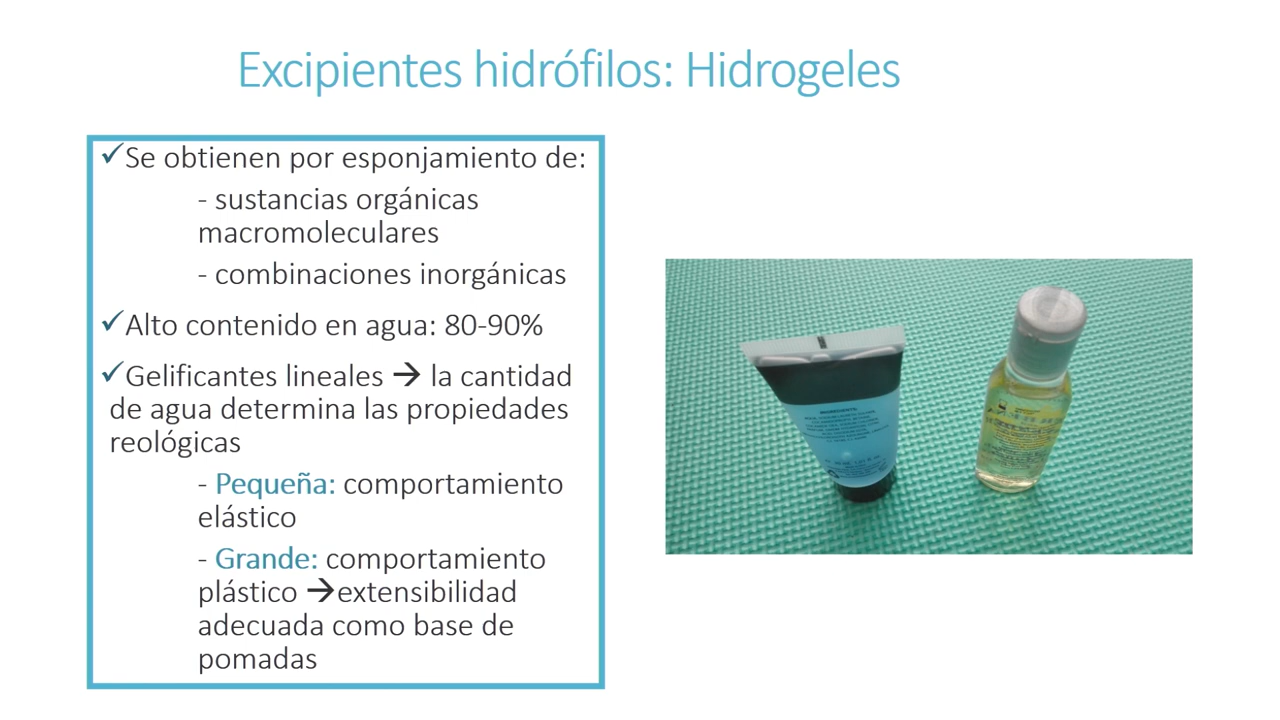 Excipientes hidrófilos: Hidrogeles
✓Se obtienen por esponjamiento de:
- sustancias orgánicas
macromoleculares
- combinaciones inorgánicas
✓Alto contenido en agua: 80-90%
✓Gelificantes lineales → la cantidad
de agua determina las propiedades
reológicas
- Pequeña: comportamiento
elástico
- Grande: comportamiento
plástico →extensibilidad
adecuada como base de
pomadas